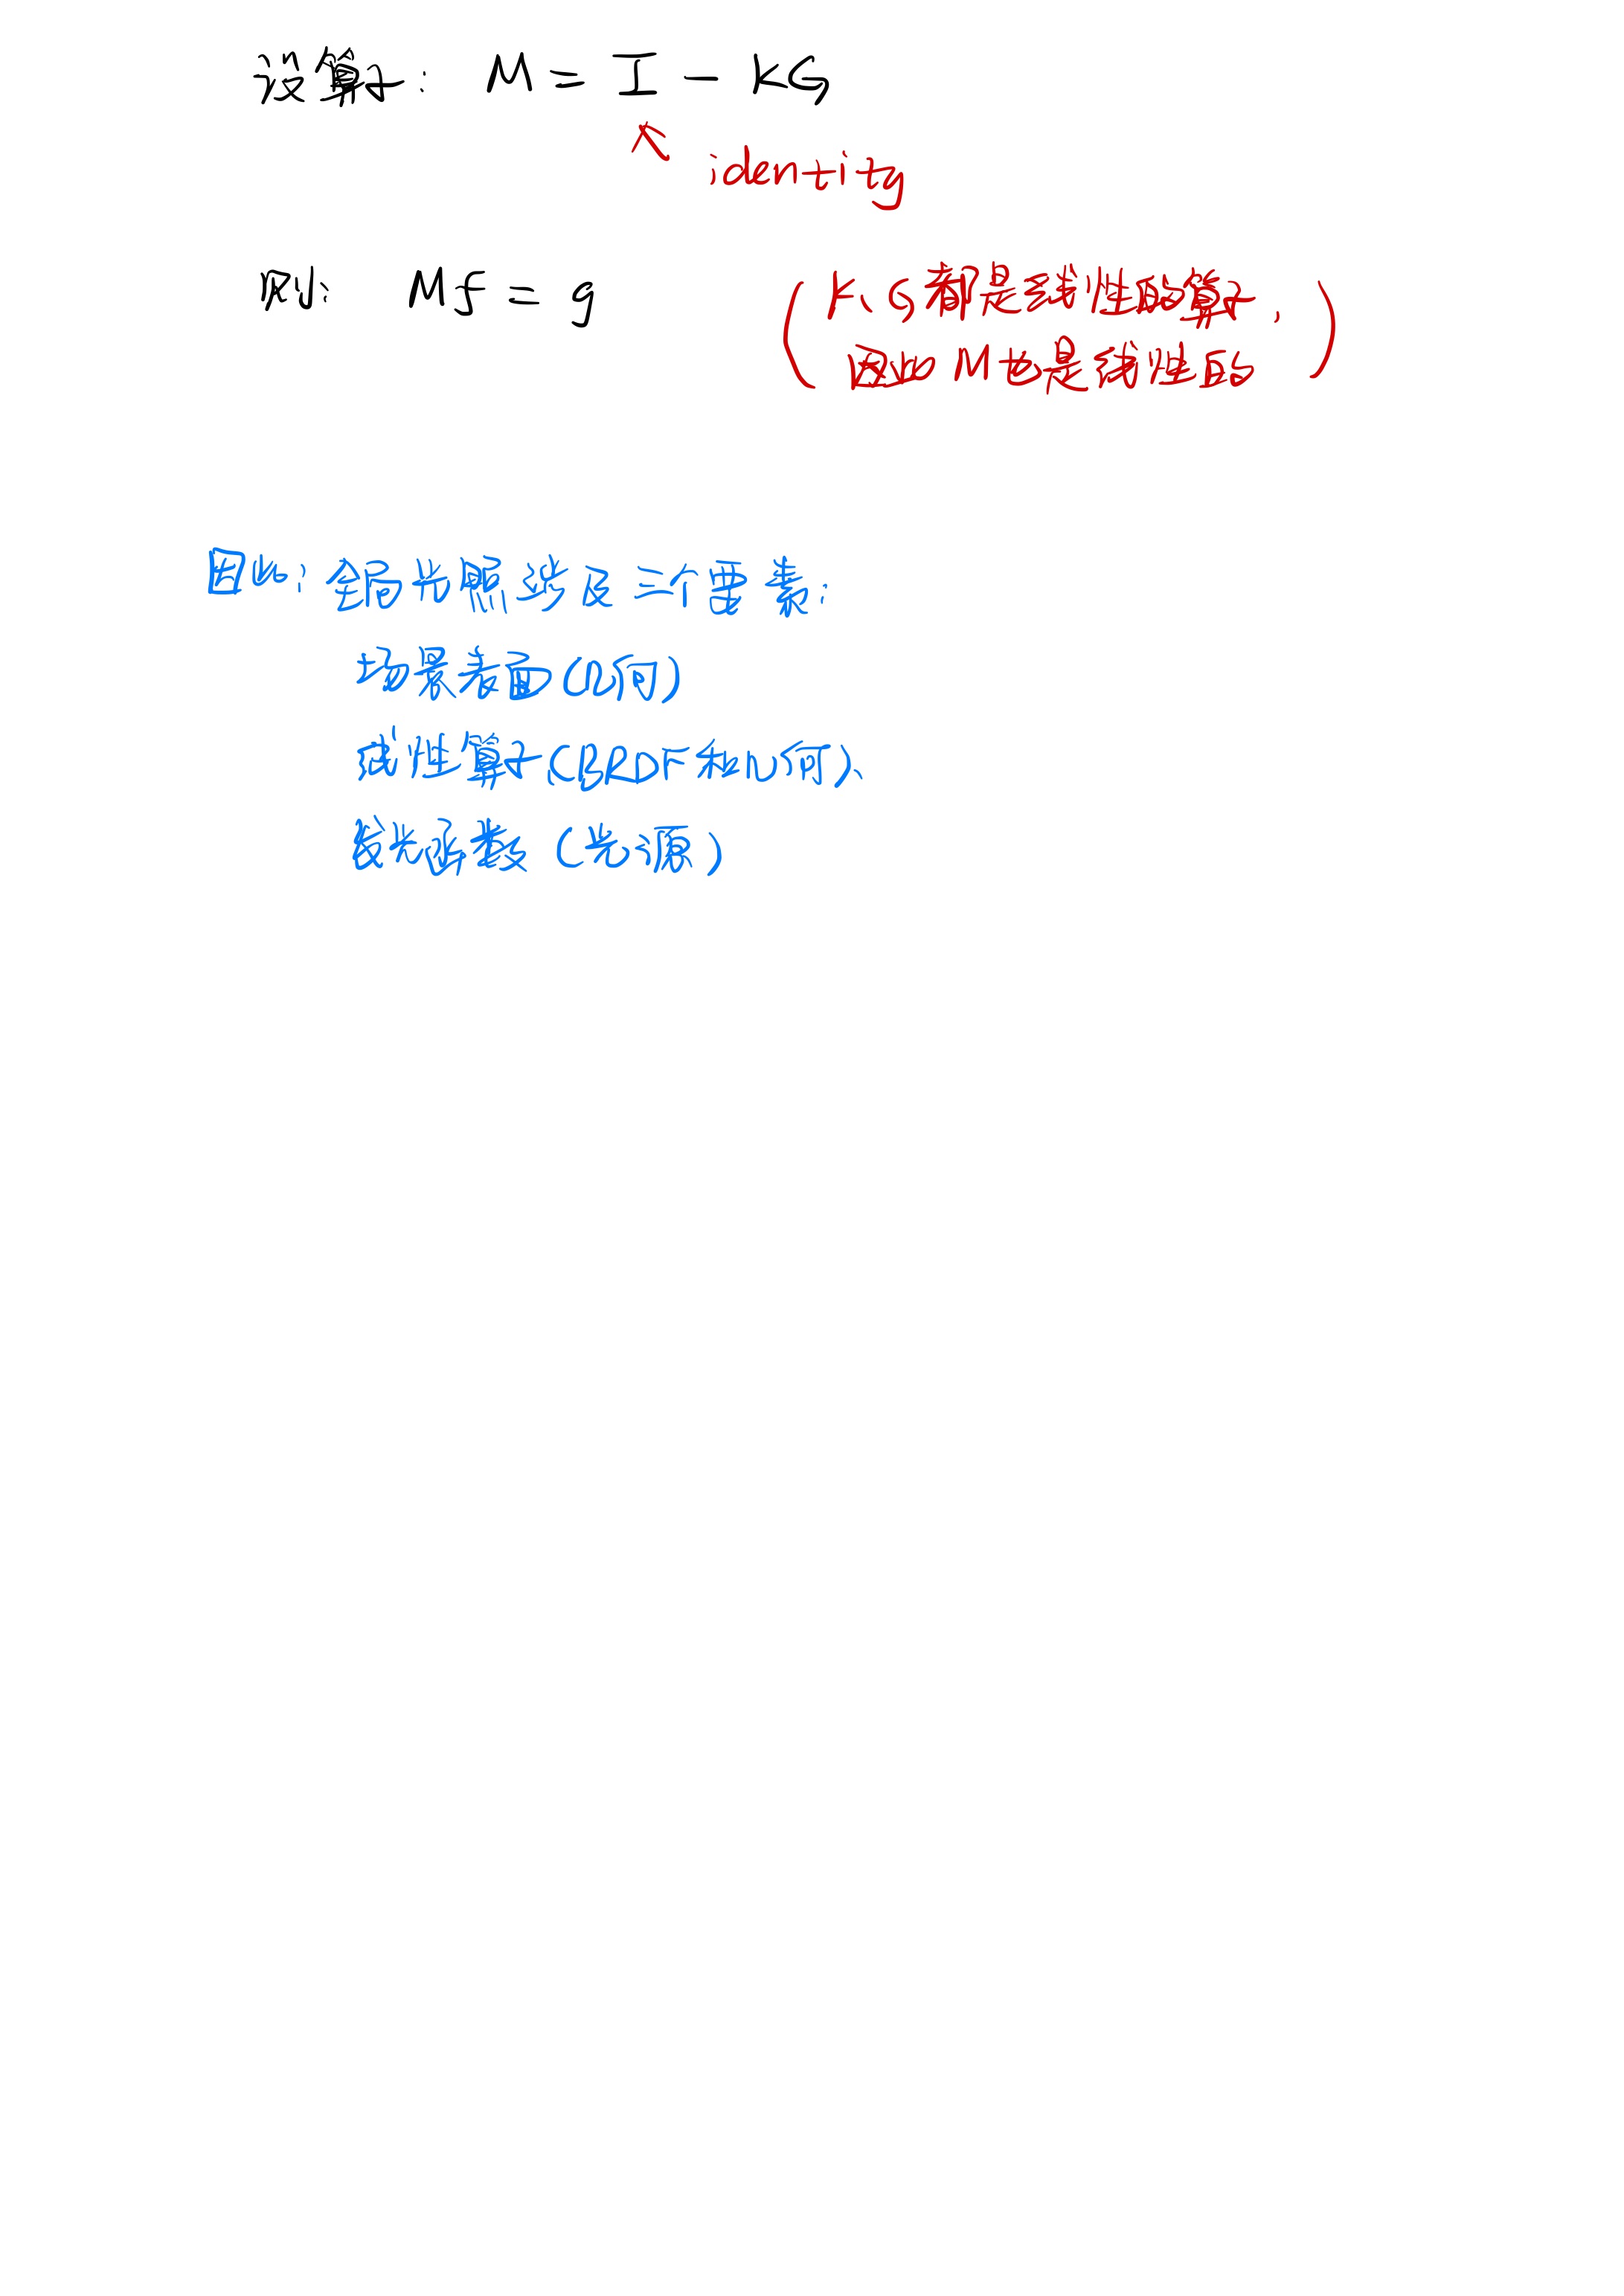 设算子: M = I - KG
identity
则: Mf = g
(K、G都是线性的算子,
因此M也是线性的)
因此: 全局光照涉及三个要素:
场景表面(几何)
线性算子(BRDF和几何)、
发光函数(光源)